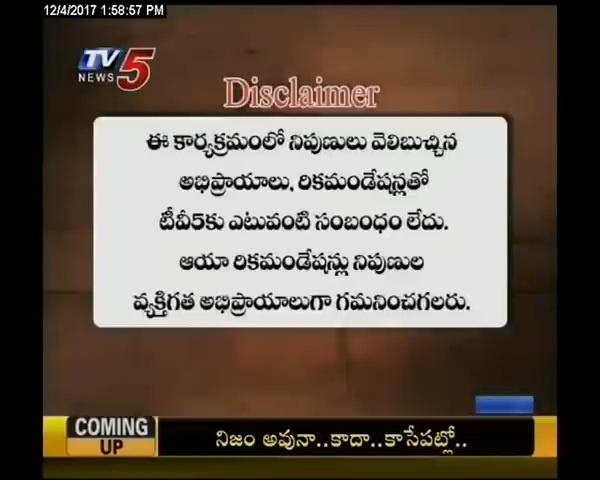 12/4/2017 1:58:57 PM
TV5
NEWS
Disclaimer
ఈ కార్యక్రమంలో నిపుణులు వెలిబుచ్చిన
అభిప్రాయాలు, రికమండేషన్లతో
టీవీ5కు ఎటువంటి సంబంధం లేదు.
ఆయా రికమండేషన్లు నిపుణుల
వ్యక్తిగత అభిప్రాయాలుగా గమనించగలరు.
COMING
UP
నిజం అవునా..కాదా..కాసేపట్లో..